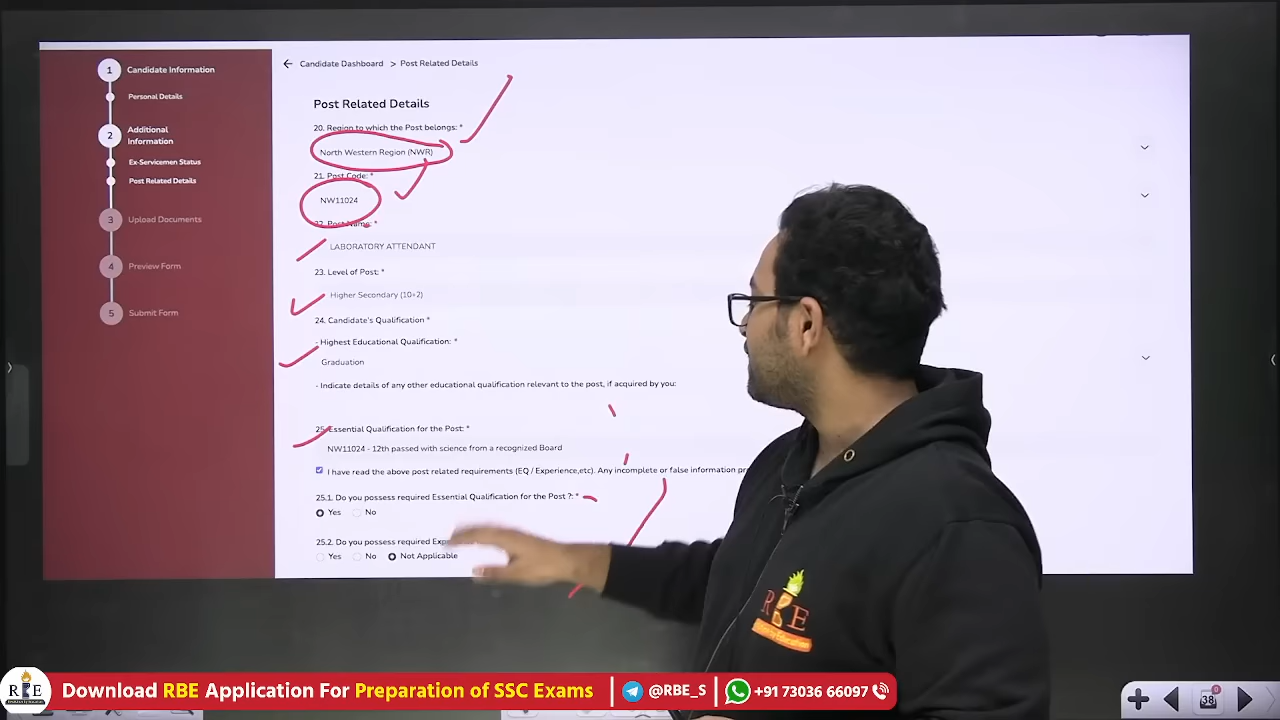 1 Candidate Information
Personal Details
2 Additional Information
Ex-Servicemen Status
Post Related Details
3 Upload Documents
4 Preview Form
5 Submit Form
← Candidate Dashboard > Post Related Details
Post Related Details
20. Region to which the Post belongs: *
North Western Region (NWR)
21. Post Code: *
NW11024
22. Post Name: *
LABORATORY ATTENDANT
23. Level of Post: *
Higher Secondary (10+2)
24. Candidate's Qualification *
- Highest Educational Qualification: *
Graduation
- Indicate details of any other educational qualification relevant to the post, if acquired by you:
25. Essential Qualification for the Post: *
NW11024 - 12th passed with science from a recognized Board
I have read the above post related requirements (EQ / Experience,etc). Any incomplete or false information
25.1. Do you possess required Essential Qualification for the Post ?: *
Yes No
25.2. Do you possess required
Yes No Not Applicable
RBE
RBE
Download RBE Application For Preparation of SSC Exams @RBE_S +91 73036 66097
38